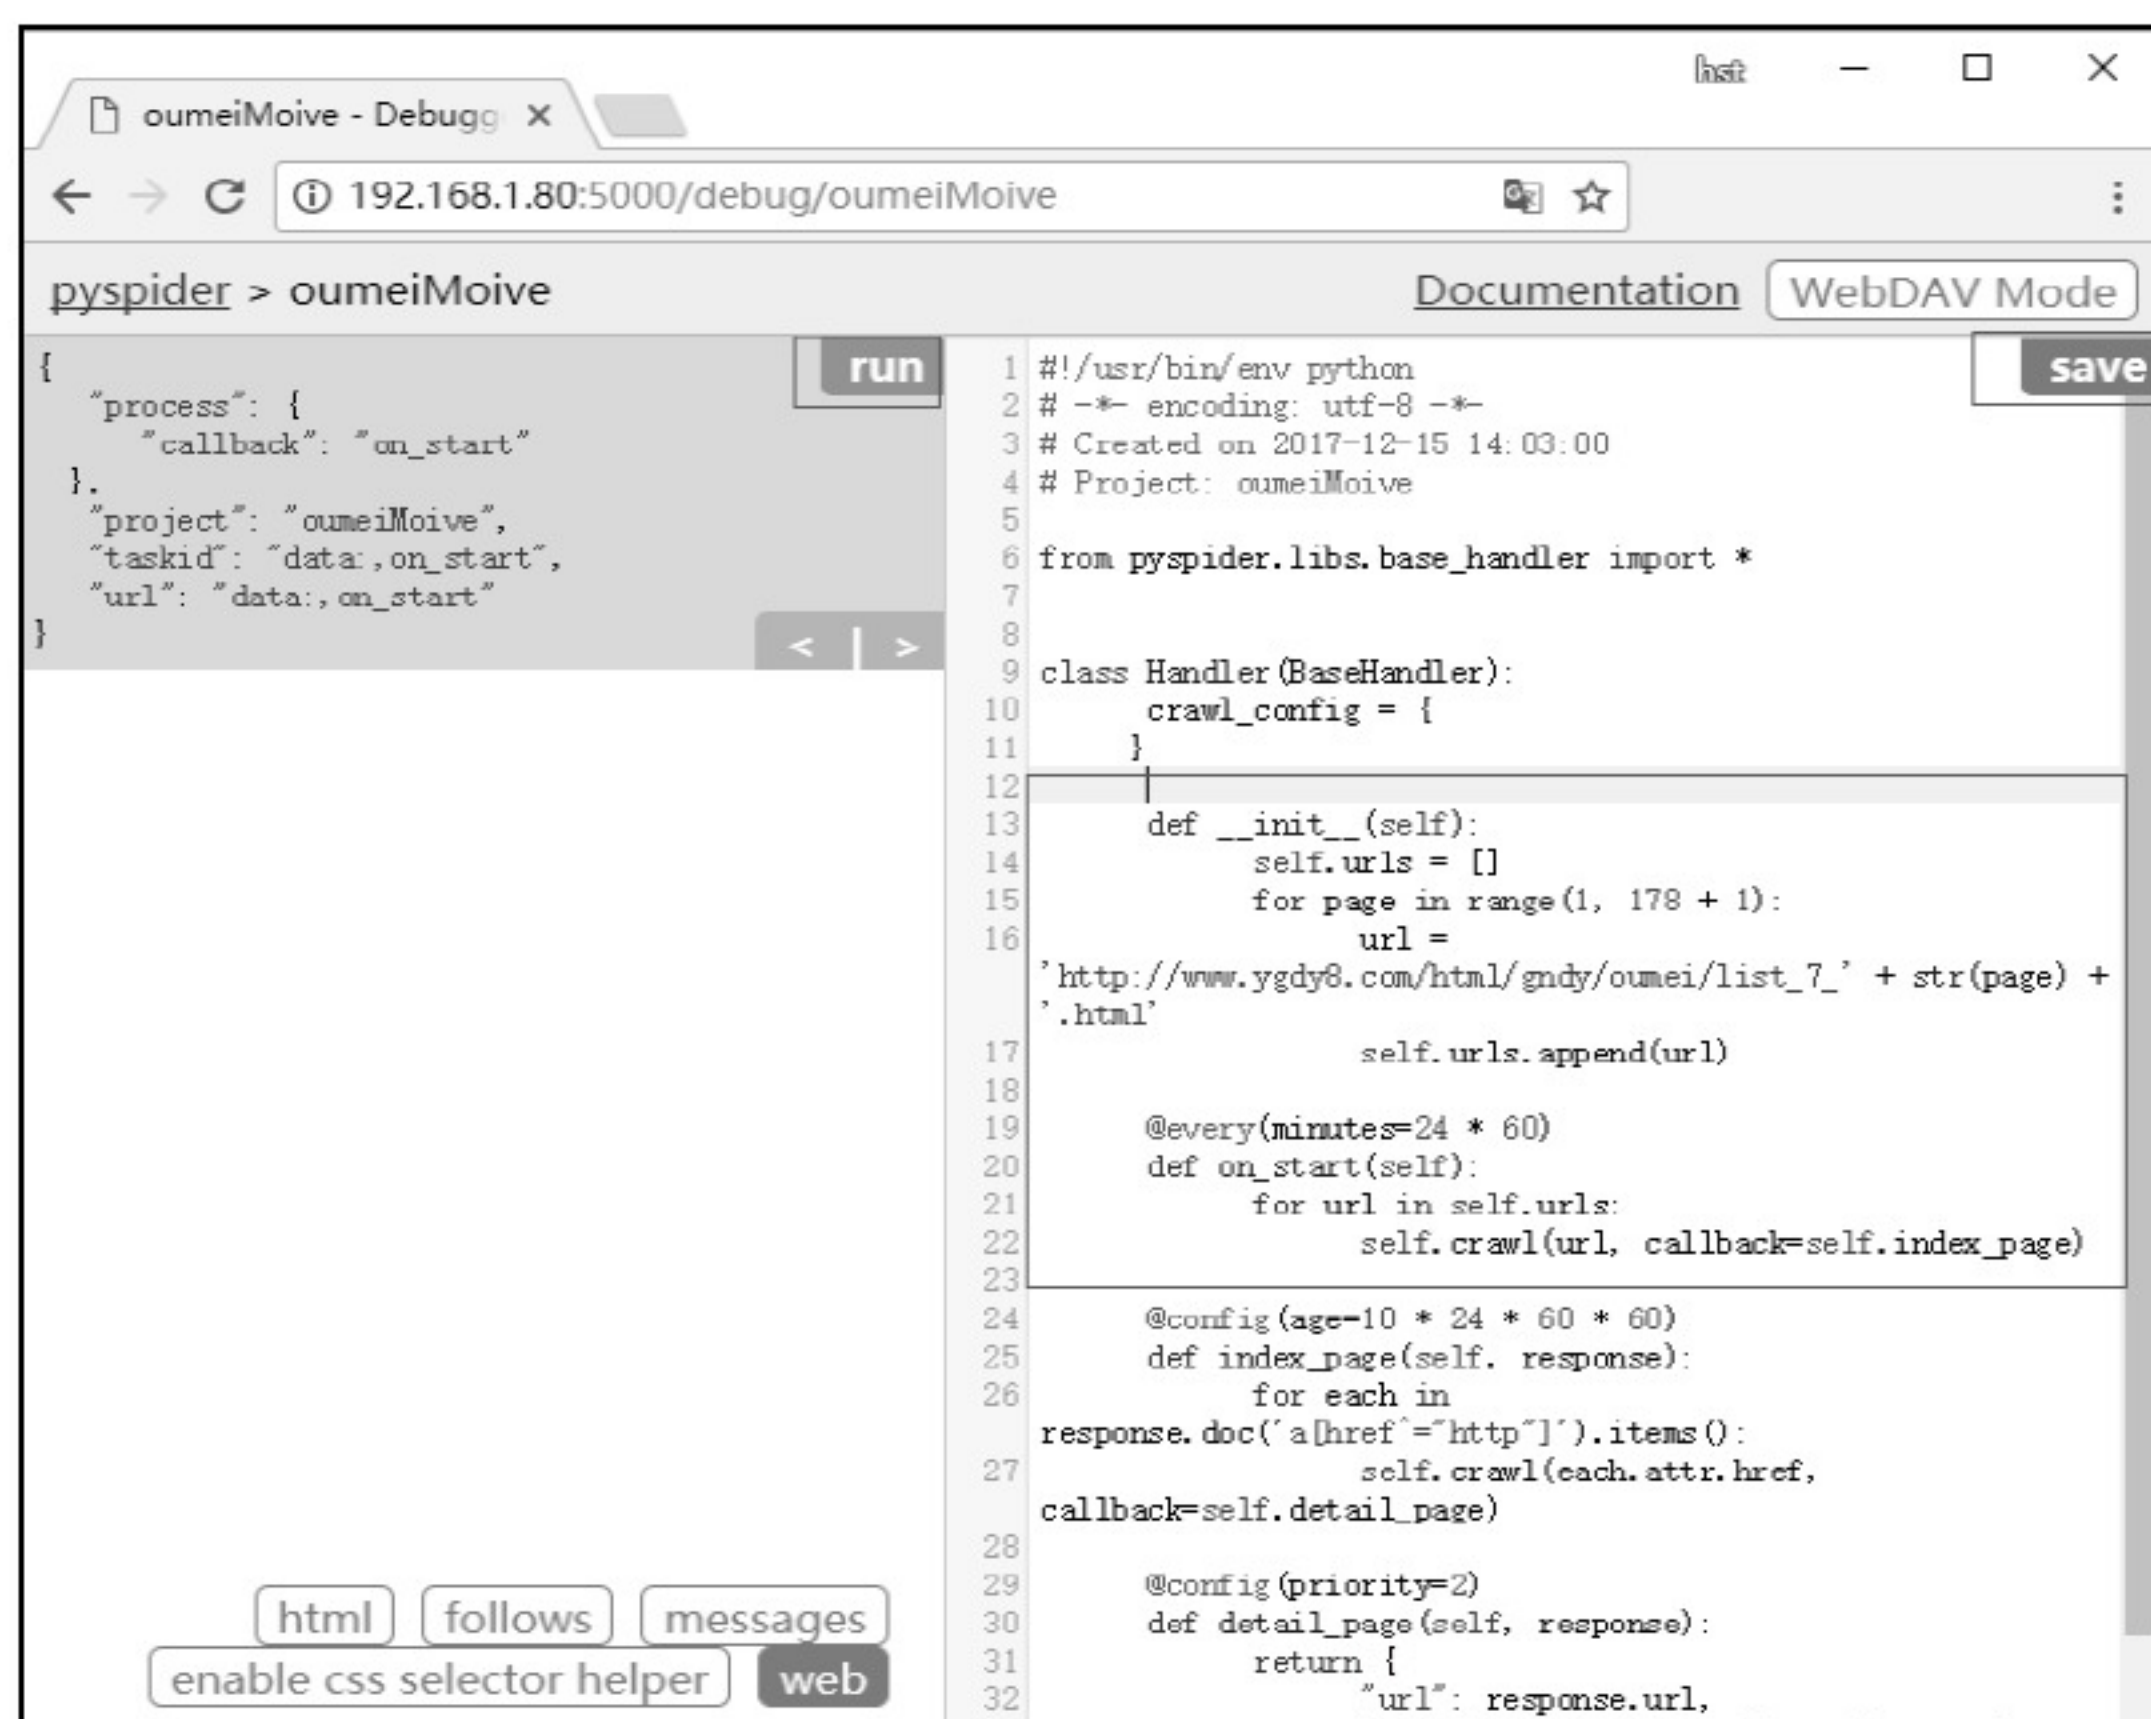 hst
oumeiMoive - Debugg
192.168.1.80:5000/debug/oumeiMoive
pyspider > oumeiMoive
Documentation
WebDAV Mode
{
"process": {
"callback": "on_start"
},
"project": "oumeiMoive",
"taskid": "data:,on_start",
"url": "data:,on_start"
}
run
< | >
html
follows
messages
enable css selector helper
web
save
1 #!/usr/bin/env python
2 # -*- encoding: utf-8 -*-
3 # Created on 2017-12-15 14:03:00
4 # Project: oumeiMoive
5
6 from pyspider.libs.base_handler import *
7
8
9 class Handler(BaseHandler):
10 crawl_config = {
11 }
12
13 def __init__(self):
14 self.urls = []
15 for page in range(1, 178 + 1):
16 url =
'http://www.ygdy8.com/html/gndy/oumei/list_7_' + str(page) +
'.html'
17 self.urls.append(url)
18
19 @every(minutes=24 * 60)
20 def on_start(self):
21 for url in self.urls:
22 self.crawl(url, callback=self.index_page)
23
24 @config(age=10 * 24 * 60 * 60)
25 def index_page(self, response):
26 for each in
response.doc('a[href^="http"]').items():
27 self.crawl(each.attr.href,
callback=self.detail_page)
28
29 @config(priority=2)
30 def detail_page(self, response):
31 return {
32 "url": response.url,